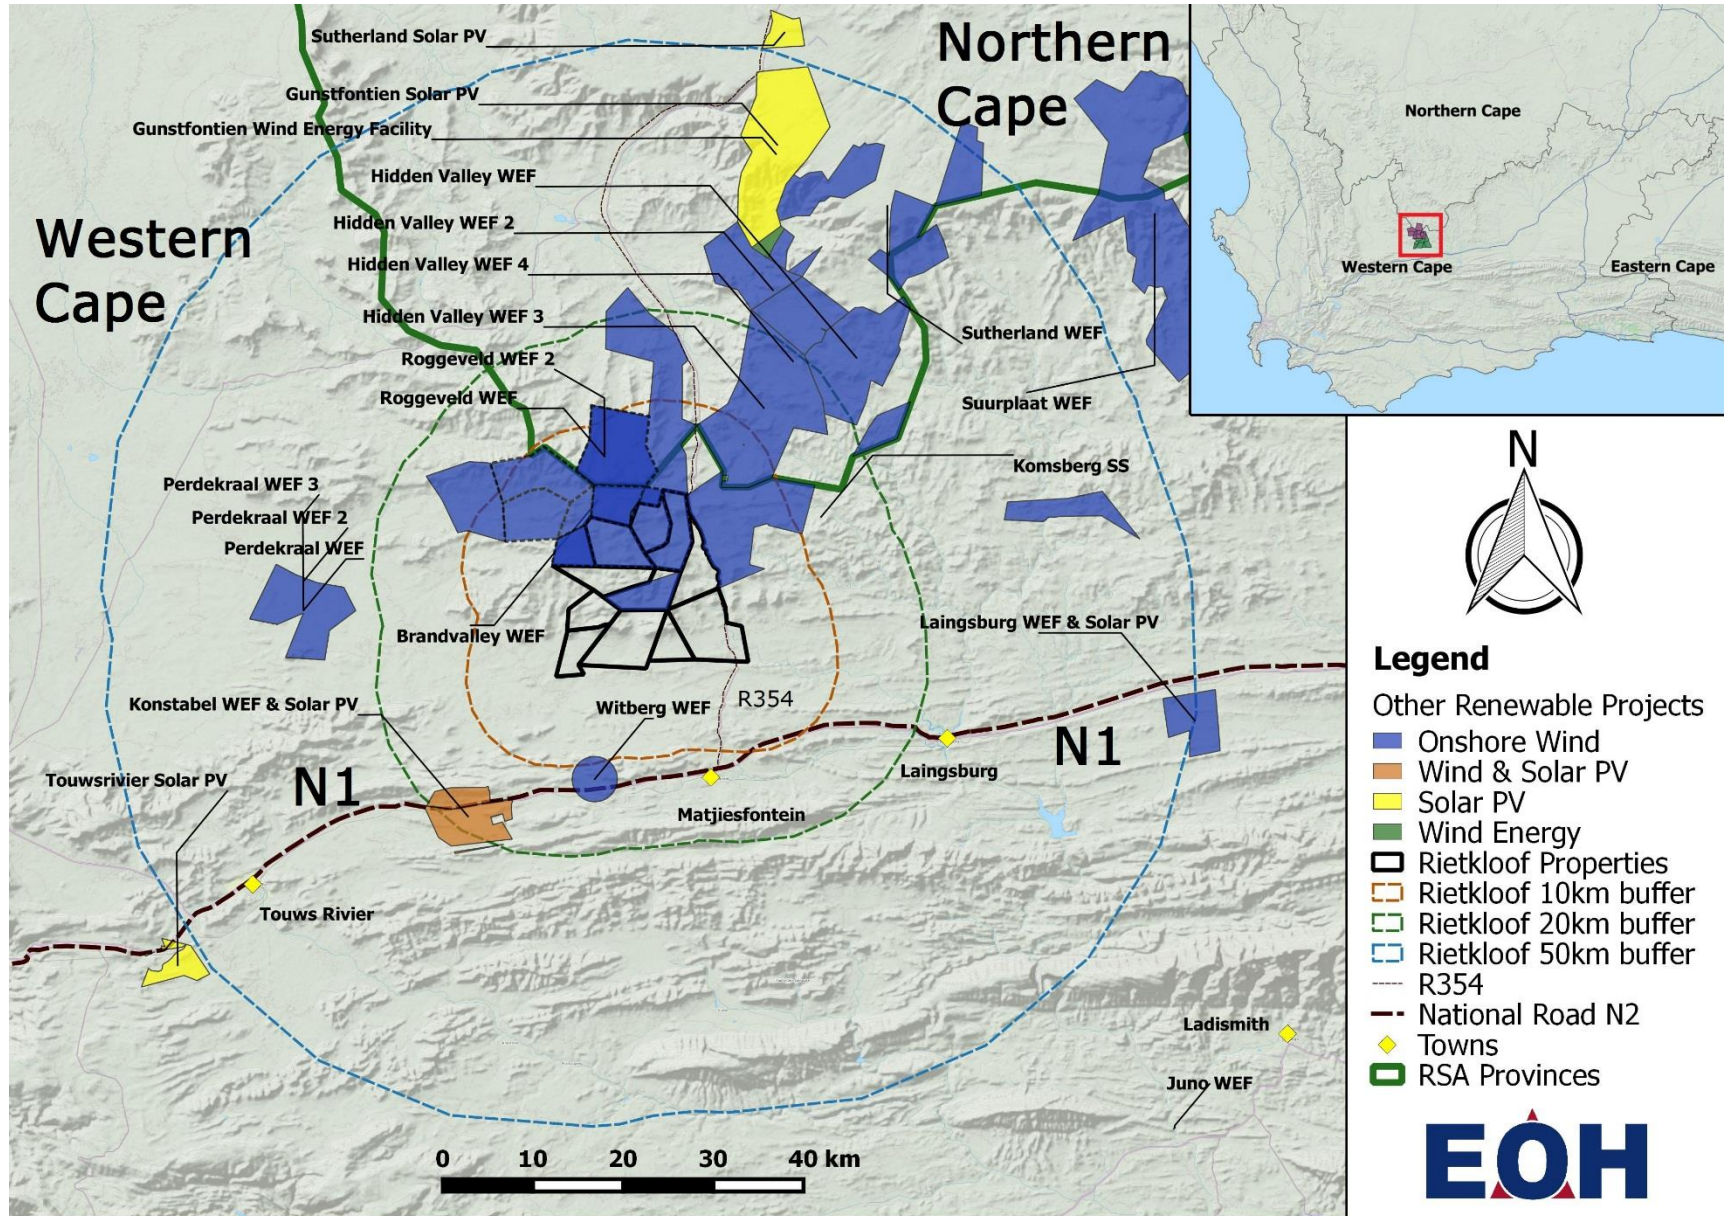 Sutherland Solar PV
Gunstfontien Solar PV
Gunstfontien Wind Energy Facility
Hidden Valley WEF
Hidden Valley WEF 2
Hidden Valley WEF 4
Hidden Valley WEF 3
Roggeveld WEF 2
Roggeveld WEF
Northern
Cape
Western
Cape
Sutherland WEF
Suurplaat WEF
Komsberg SS
Perdekraal WEF 3
Perdekraal WEF 2
Perdekraal WEF
Brandvalley WEF
Laingsburg WEF & Solar PV
Konstabel WEF & Solar PV
Witberg WEF
R354
N1
N1
Touwsrivier Solar PV
Laingsburg
Matjiesfontein
Touws Rivier
Ladismith
Juno WEF
0 10 20 30 40 km
Northern Cape
Western Cape
Eastern Cape
N
Legend
Other Renewable Projects
Onshore Wind
Wind & Solar PV
Solar PV
Wind Energy
Rietkloof Properties
Rietkloof 10km buffer
Rietkloof 20km buffer
Rietkloof 50km buffer
R354
National Road N2
Towns
RSA Provinces
EOH